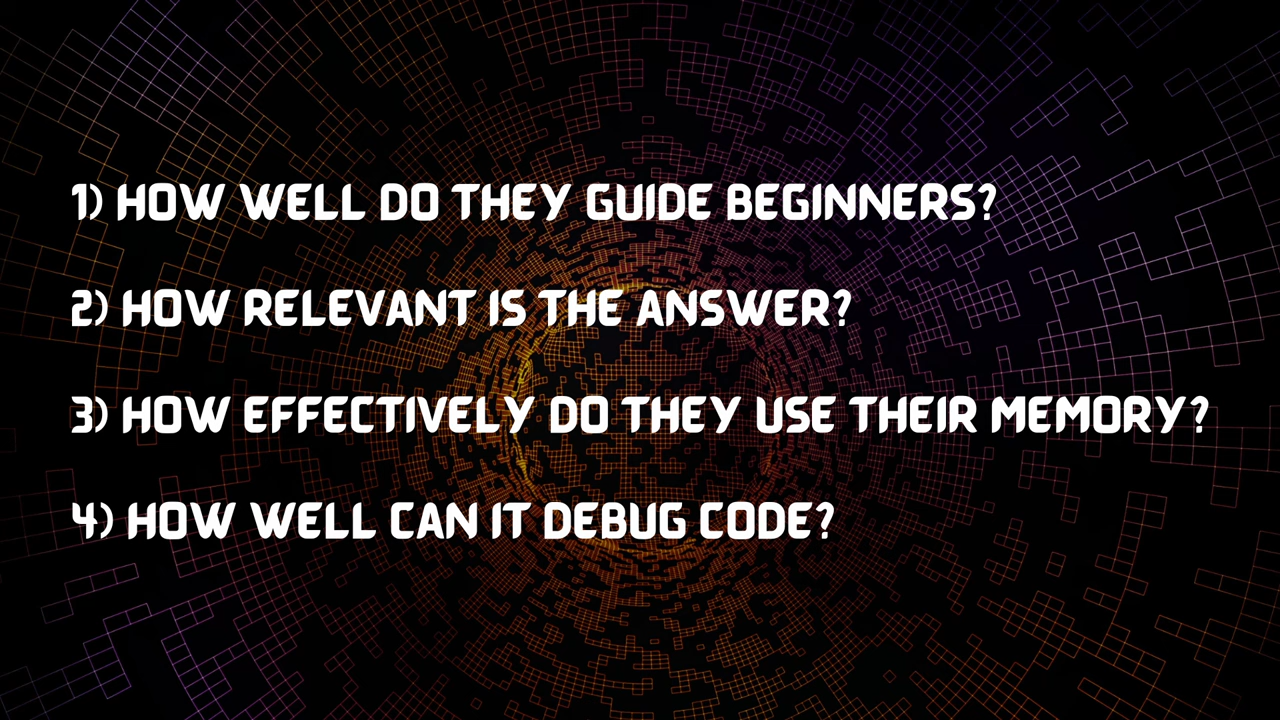 1) HOW WELL DO THEY GUIDE BEGINNERS?
2) HOW RELEVANT IS THE ANSWER?
3) HOW EFFECTIVELY DO THEY USE THEIR MEMORY?
4) HOW WELL CAN IT DEBUG CODE?